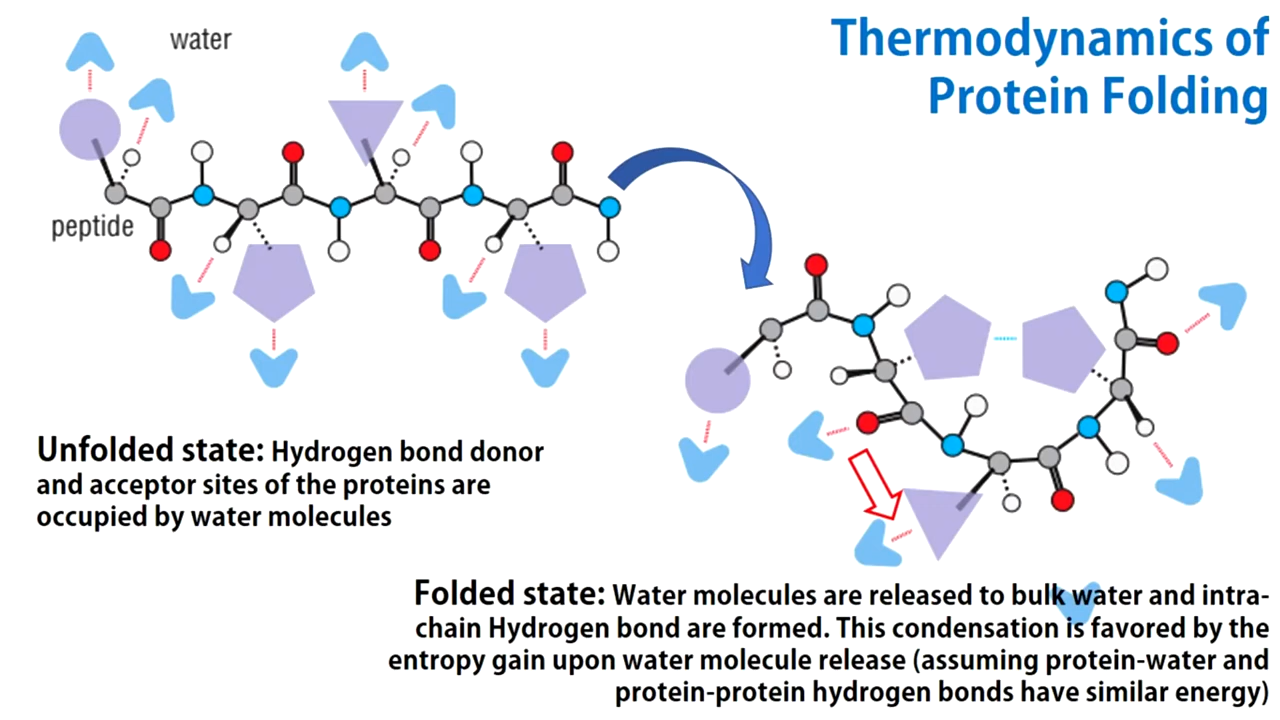 Thermodynamics of
Protein Folding
water
peptide
Unfolded state: Hydrogen bond donor
and acceptor sites of the proteins are
occupied by water molecules
Folded state: Water molecules are released to bulk water and intra-
chain Hydrogen bond are formed. This condensation is favored by the
entropy gain upon water molecule release (assuming protein-water and
protein-protein hydrogen bonds have similar energy)